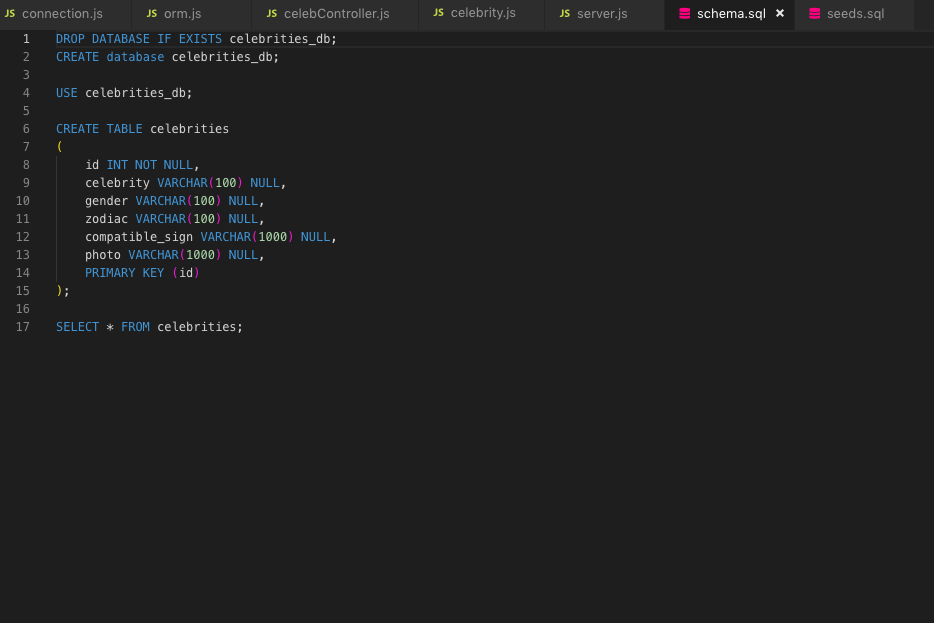 JS connection.js JS orm.js JS celebController.js JS celebrity.js JS server.js schema.sql × seeds.sql
1 DROP DATABASE IF EXISTS celebrities_db;
2 CREATE database celebrities_db;
3
4 USE celebrities_db;
5
6 CREATE TABLE celebrities
7 (
8 id INT NOT NULL,
9 celebrity VARCHAR(100) NULL,
10 gender VARCHAR(100) NULL,
11 zodiac VARCHAR(100) NULL,
12 compatible_sign VARCHAR(1000) NULL,
13 photo VARCHAR(1000) NULL,
14 PRIMARY KEY (id)
15 );
16
17 SELECT * FROM celebrities;